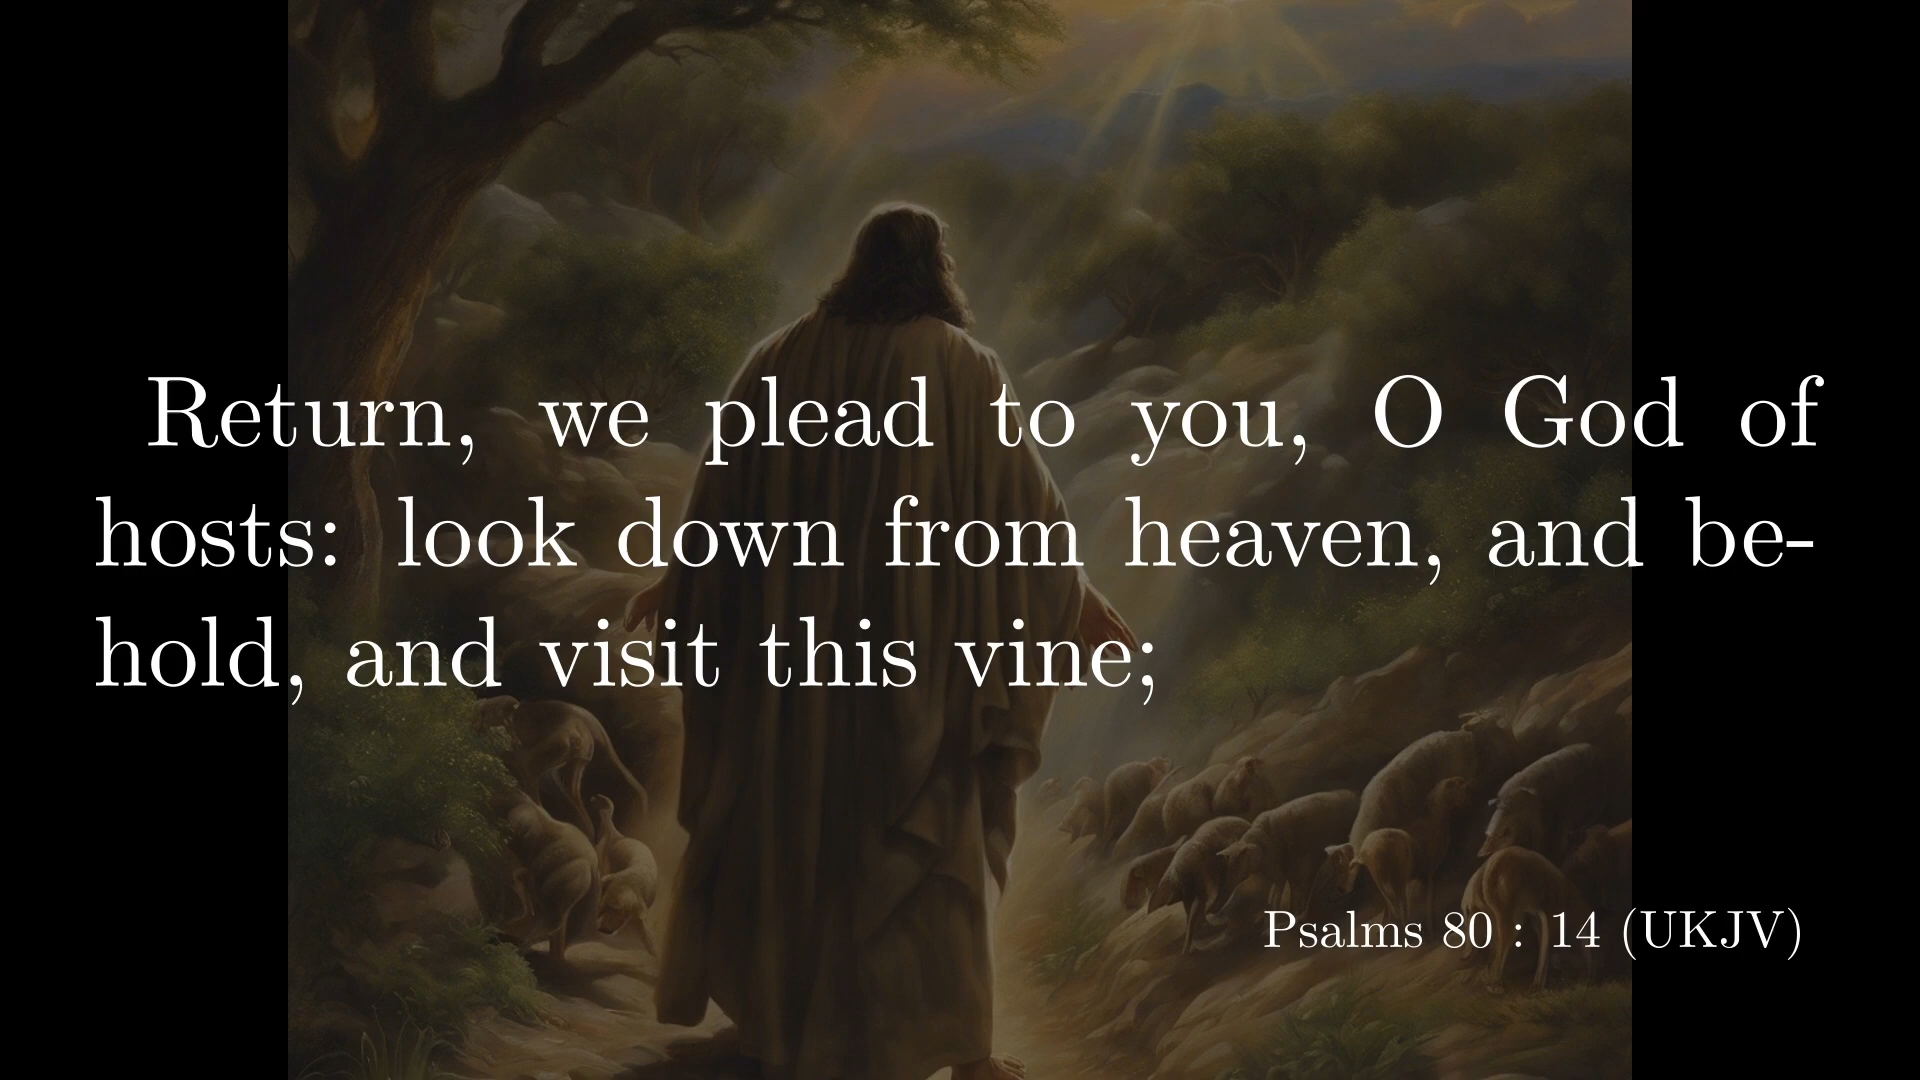 Return, we plead to you, O God of
hosts: look down from heaven, and be-
hold, and visit this vine;
Psalms 80 : 14 (UKJV)